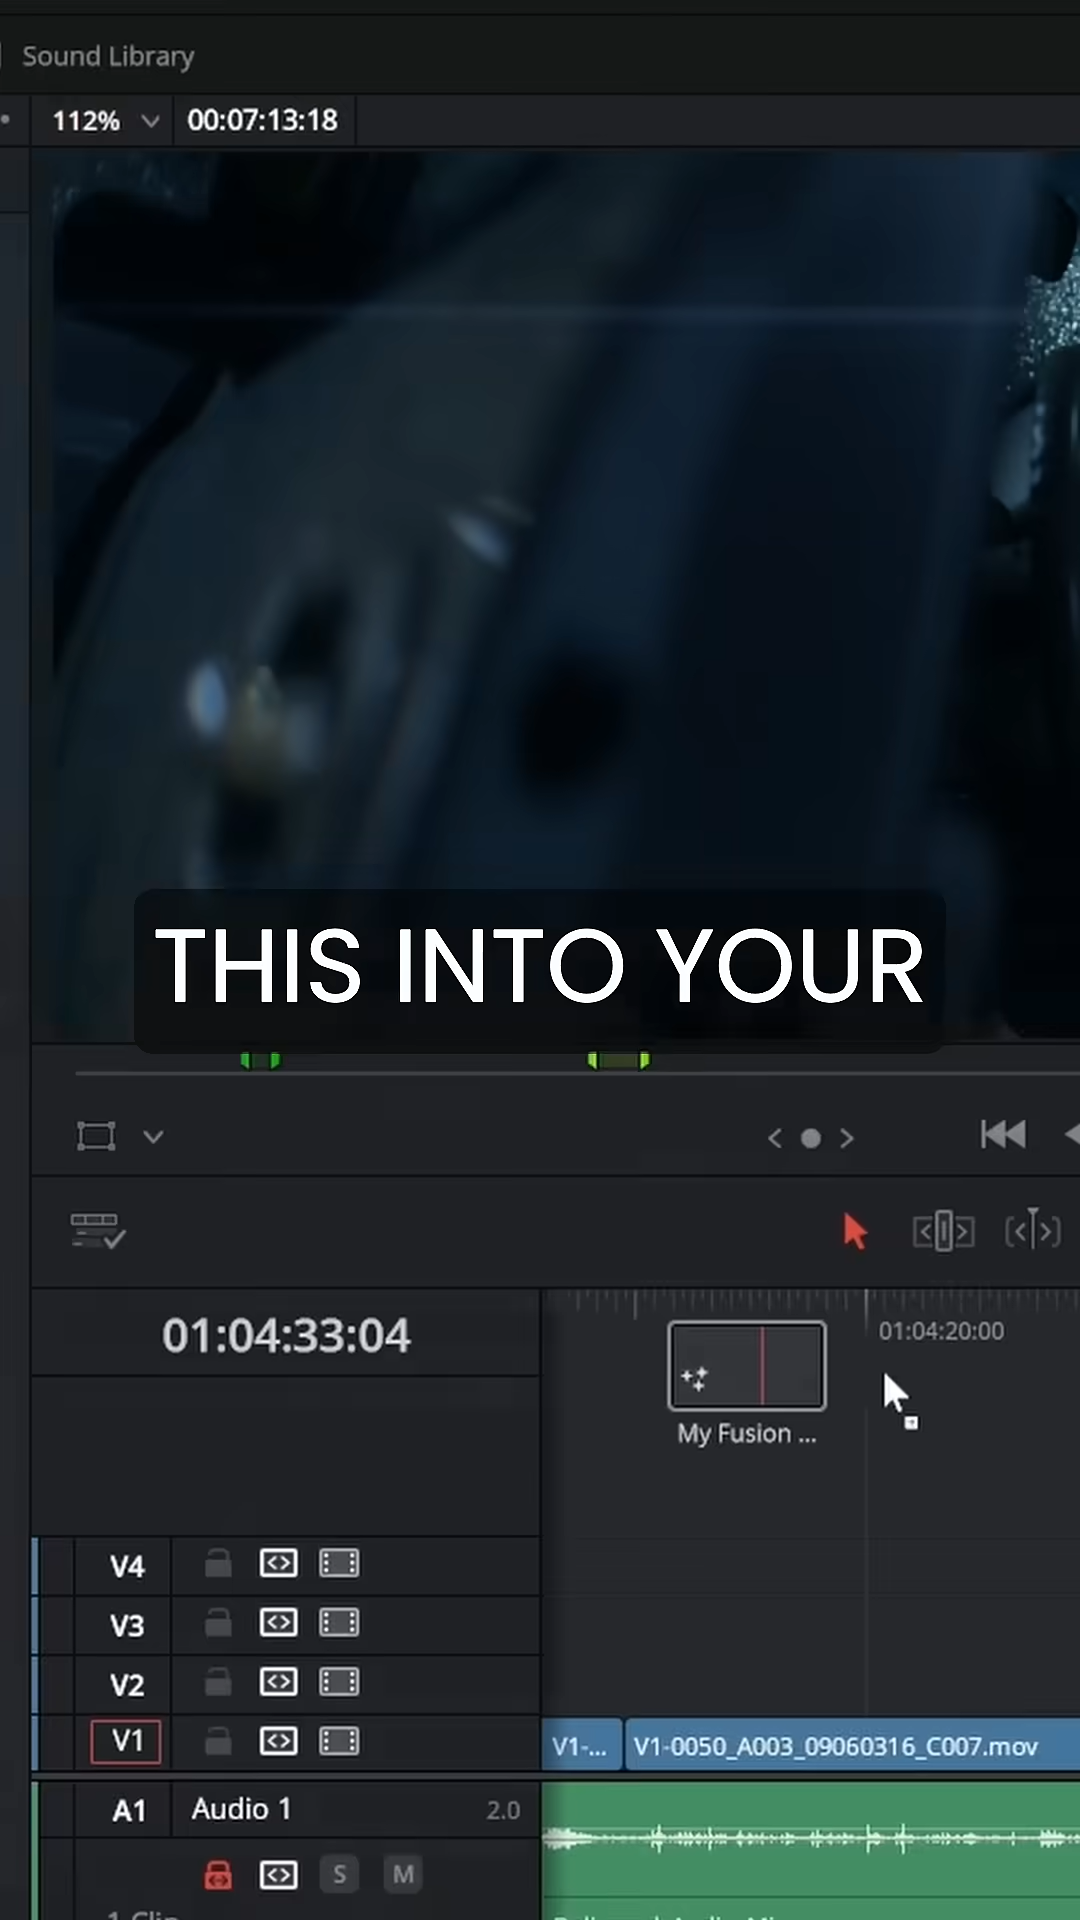 Sound Library
112%
00:07:13:18
THIS INTO YOUR
01:04:33:04
01:04:20:00
My Fusion ...
V4
V3
V2
V1
V1-...
V1-0050_A003_09060316_C007.mov
A1
Audio 1
2.0
S
M